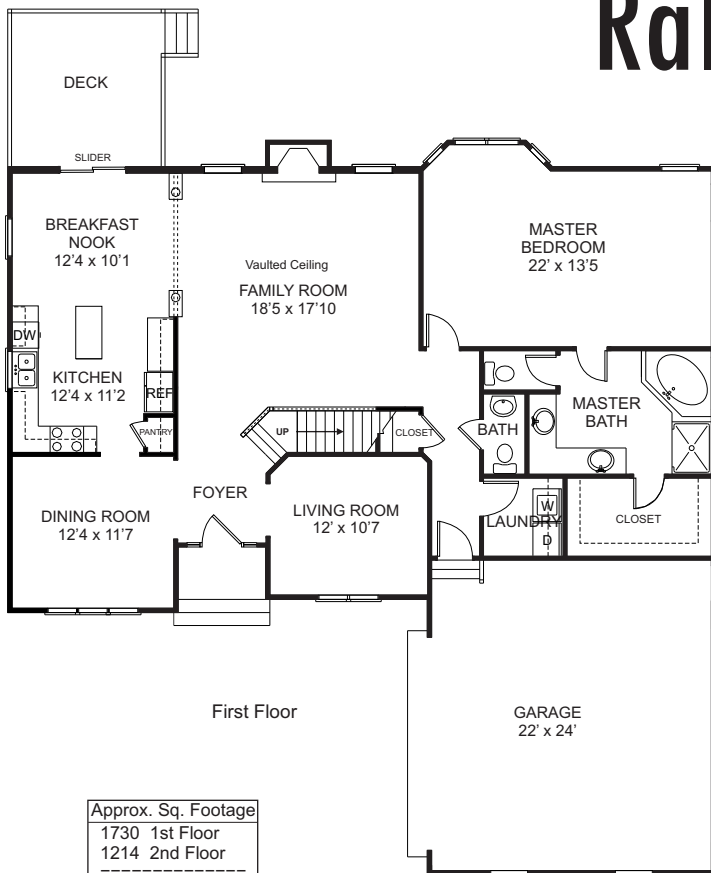 Ral
DECK
SLIDER
BREAKFAST
NOOK
12'4 x 10'1
Vaulted Ceiling
FAMILY ROOM
18'5 x 17'10
MASTER
BEDROOM
22' x 13'5
DW
KITCHEN
12'4 x 11'2
REF
PANTRY
UP
CLOSET
BATH
MASTER
BATH
FOYER
DINING ROOM
12'4 x 11'7
LIVING ROOM
12' x 10'7
LAUNDRY
W
D
CLOSET
First Floor
GARAGE
22' x 24'
Approx. Sq. Footage
1730 1st Floor
1214 2nd Floor